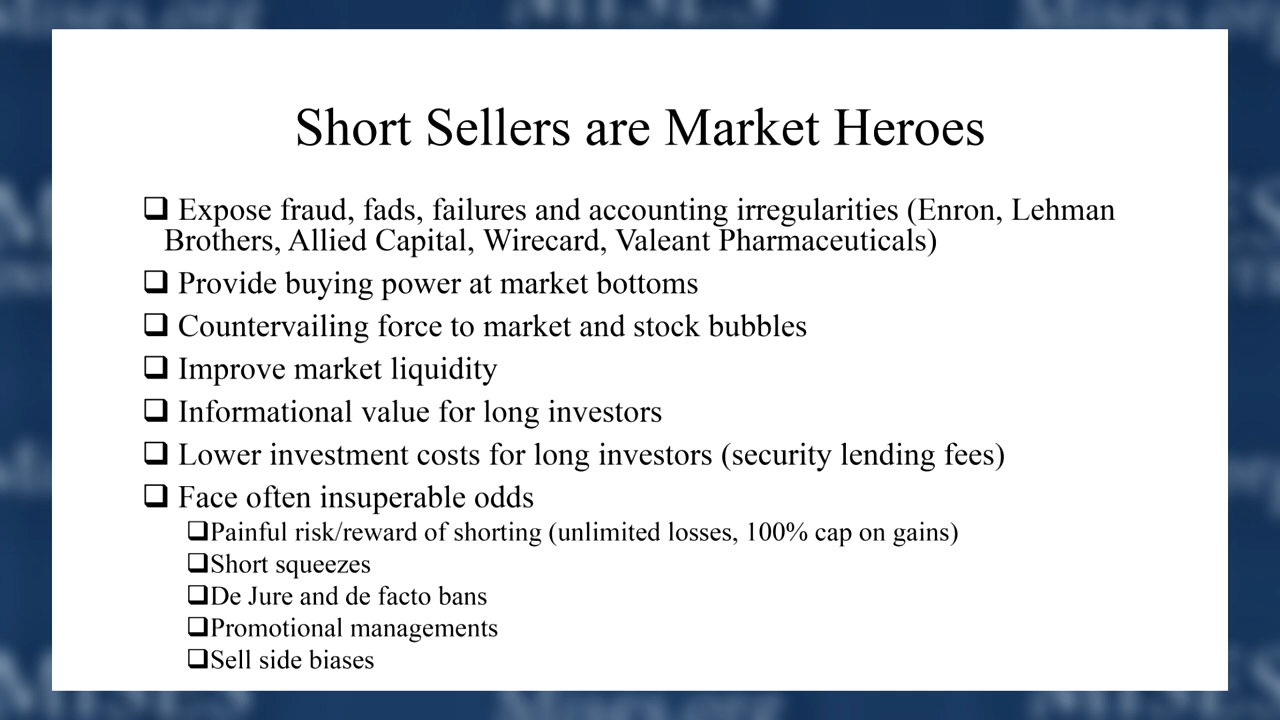 Short Sellers are Market Heroes
❑ Expose fraud, fads, failures and accounting irregularities (Enron, Lehman
Brothers, Allied Capital, Wirecard, Valeant Pharmaceuticals)
❑ Provide buying power at market bottoms
❑ Countervailing force to market and stock bubbles
❑ Improve market liquidity
❑ Informational value for long investors
❑ Lower investment costs for long investors (security lending fees)
❑ Face often insuperable odds
❑Painful risk/reward of shorting (unlimited losses, 100% cap on gains)
❑Short squeezes
❑De Jure and de facto bans
❑Promotional managements
❑Sell side biases